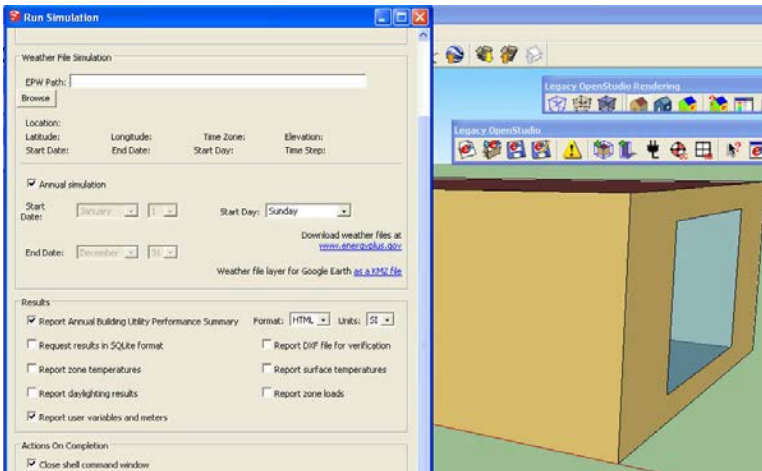 Run Simulation
Weather File Simulation
EPW Path:
Browse
Location:
Latitude: Longitude: Time Zone: Elevation:
Start Date: End Date: Start Day: Time Step:
Annual simulation
Start Date: January 1 Start Day: Sunday
Download weather files at
www.energyplus.gov
End Date: December 31
Weather file layer for Google Earth as a KMZ file
Results
Report Annual Building Utility Performance Summary Format: HTML Units: SI
Request results in SQLite format Report DXF file for verification
Report zone temperatures Report surface temperatures
Report daylighting results Report zone loads
Report user variables and meters
Actions On Completion
Close shell command window
Legacy OpenStudio Rendering
Legacy OpenStudio